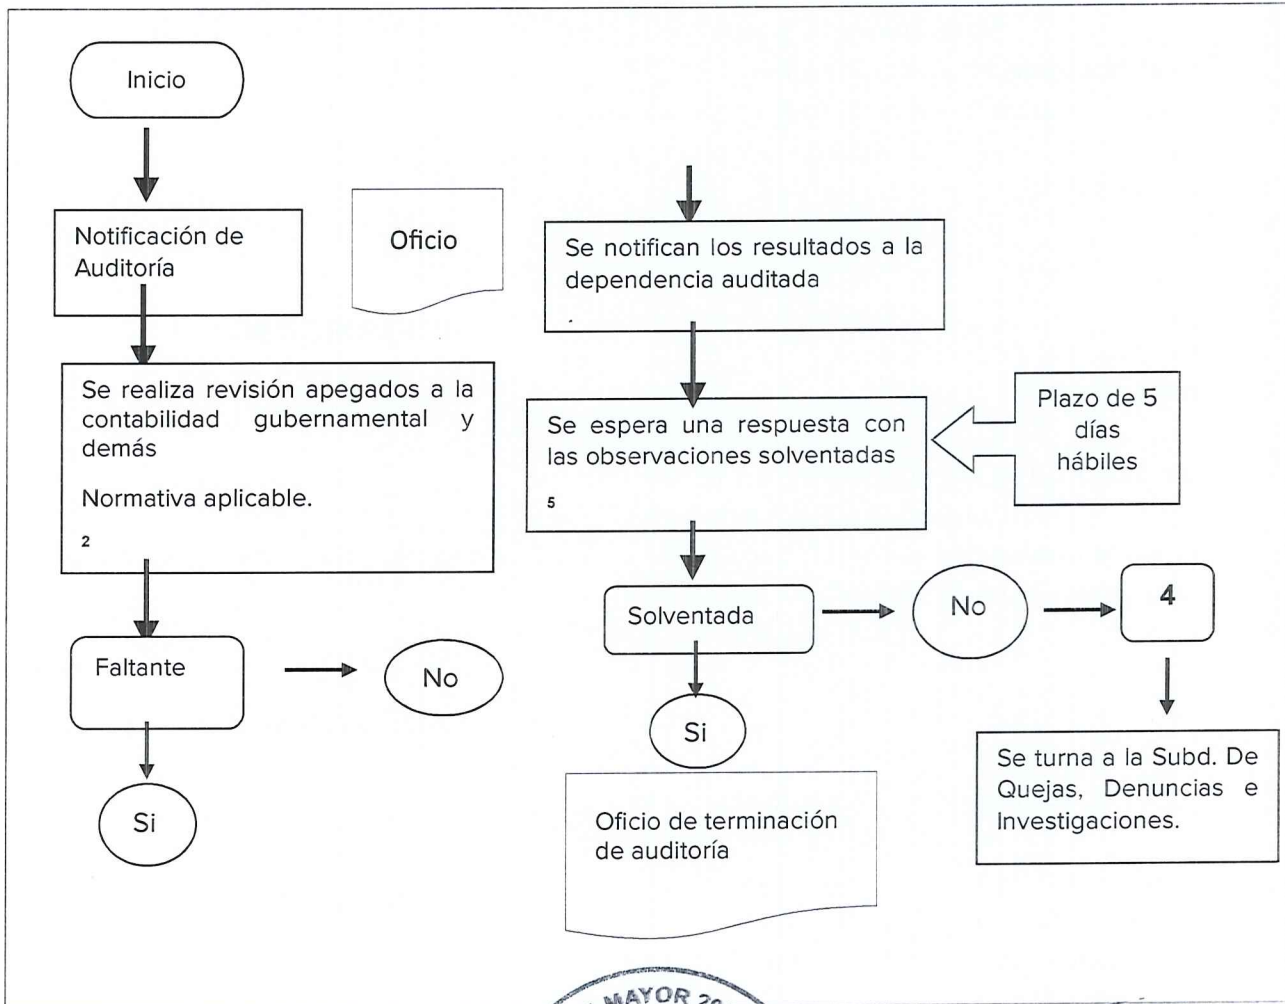 Inicio
Notificación de
Auditoría
Oficio
Se realiza revisión apegados a la
contabilidad gubernamental y
demás
Normativa aplicable.
2
Faltante
No
Si
Se notifican los resultados a la
dependencia auditada
Se espera una respuesta con
las observaciones solventadas
5
Plazo de 5
días
hábiles
Solventada
No
4
Si
Se turna a la Subd. De
Quejas, Denuncias e
Investigaciones.
Oficio de terminación
de auditoría
MAYOR 20